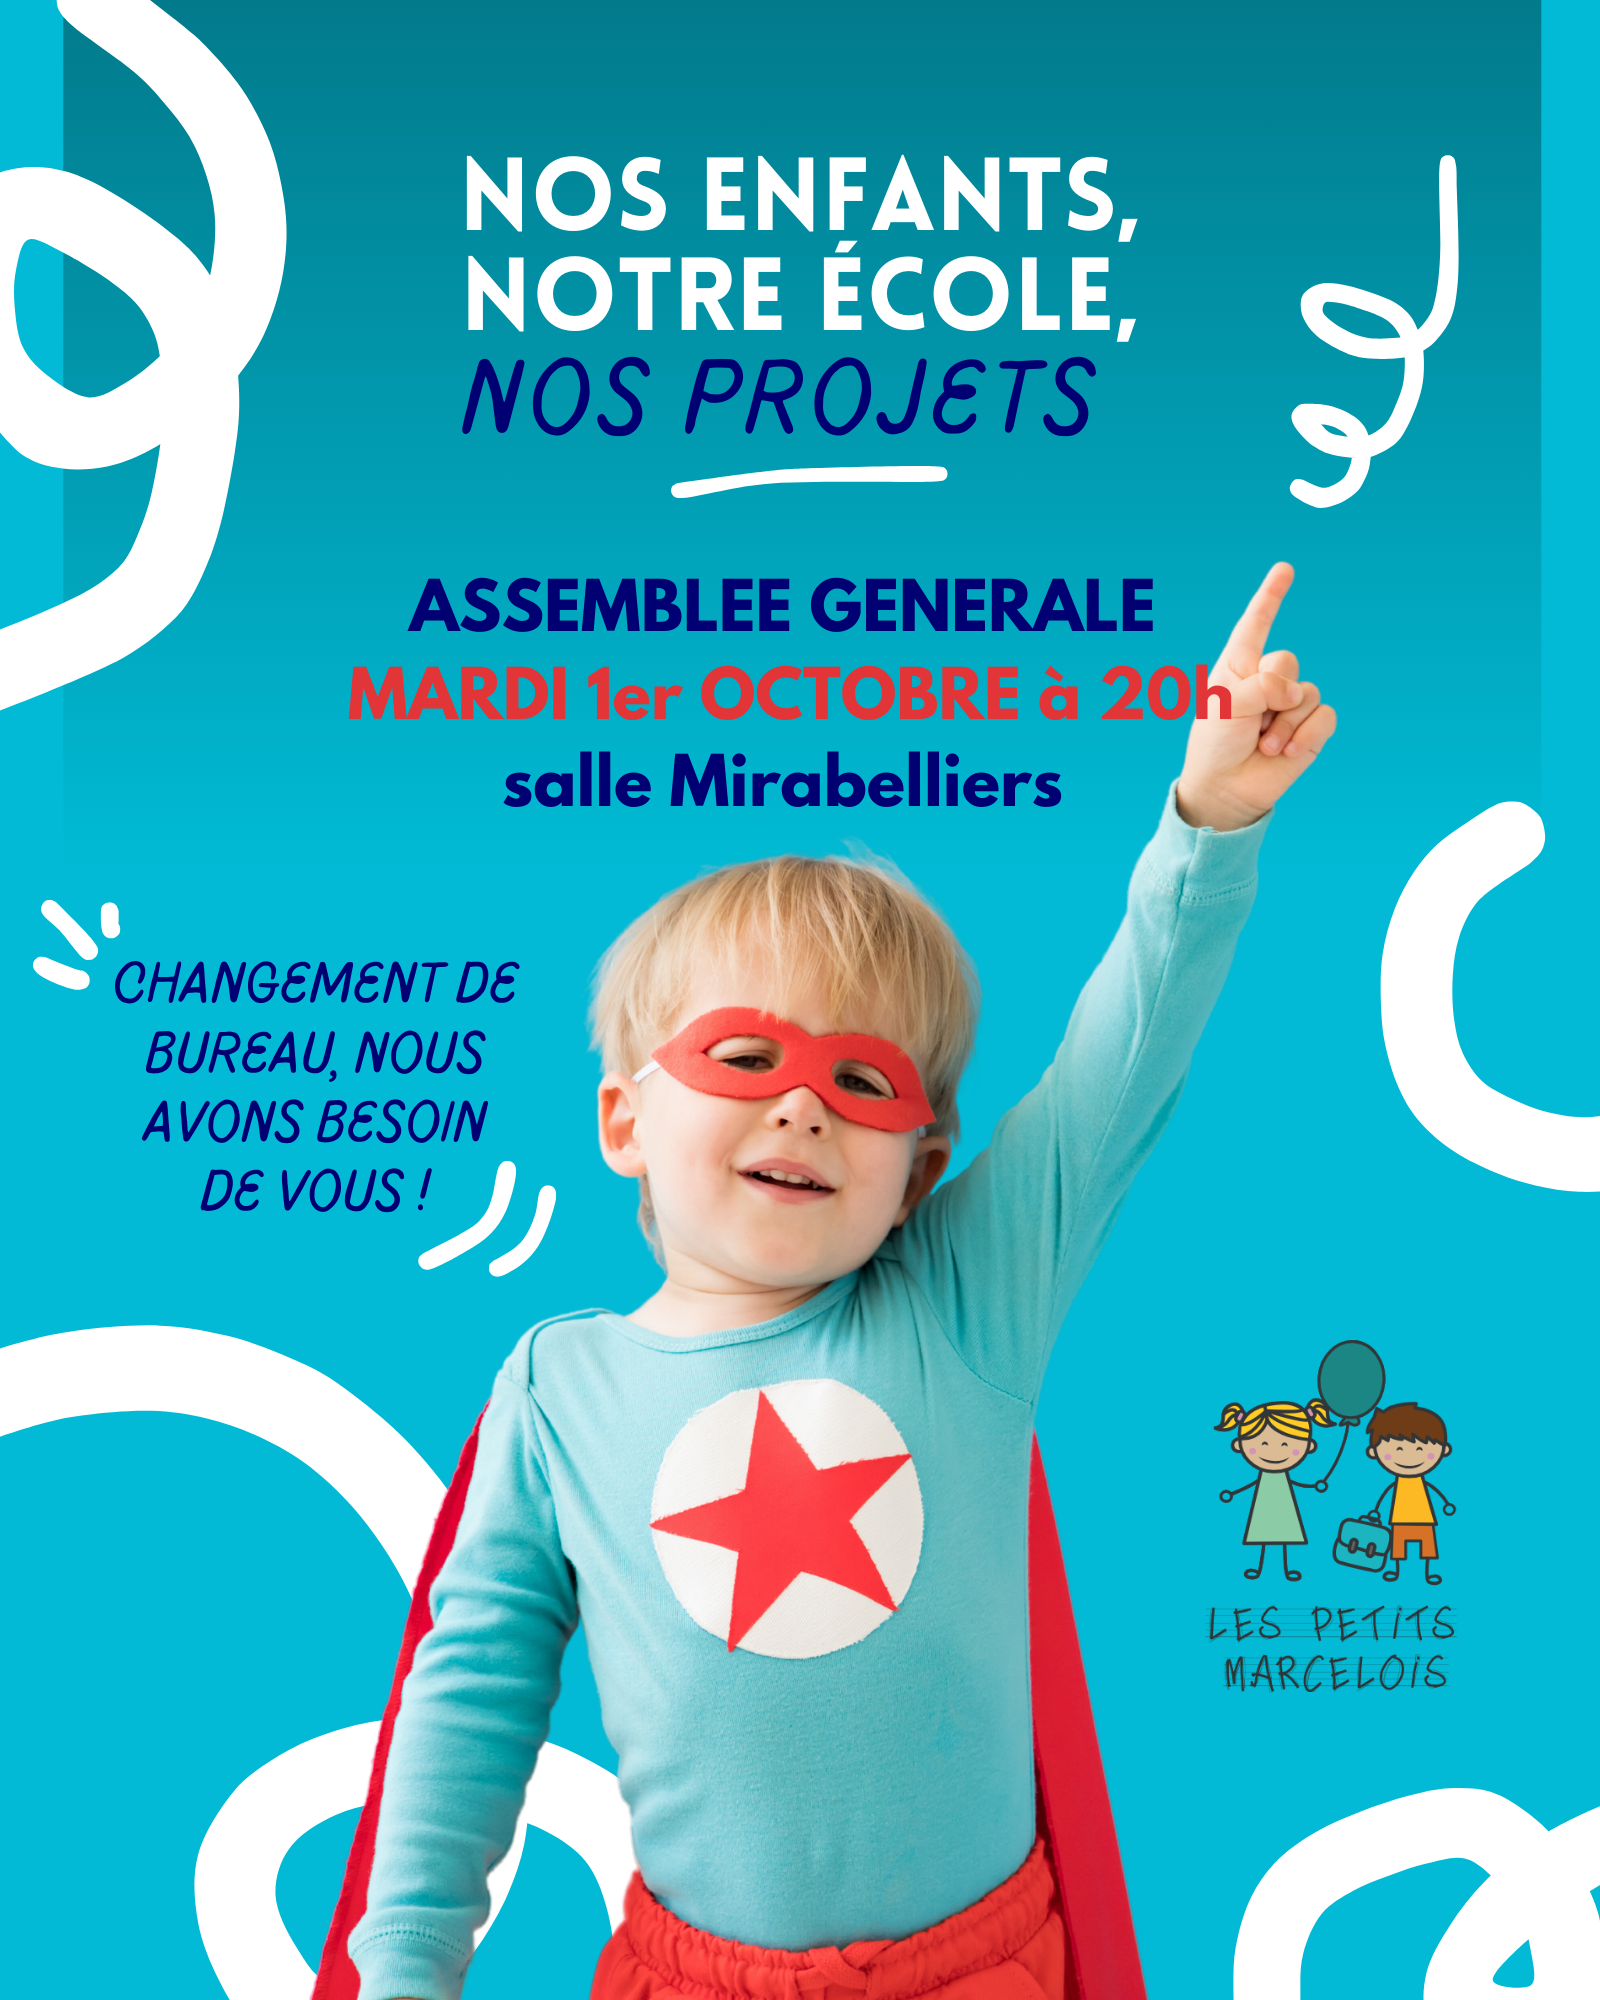 NOS ENFANTS,
NOTRE ÉCOLE,
NOS PROJETS
ASSEMBLEE GENERALE
MARDI 1er OCTOBRE à 20h
salle Mirabelliers
CHANGEMENT DE
BUREAU, NOUS
AVONS BESOIN
DE VOUS !
LES PETITS
MARCELOIS